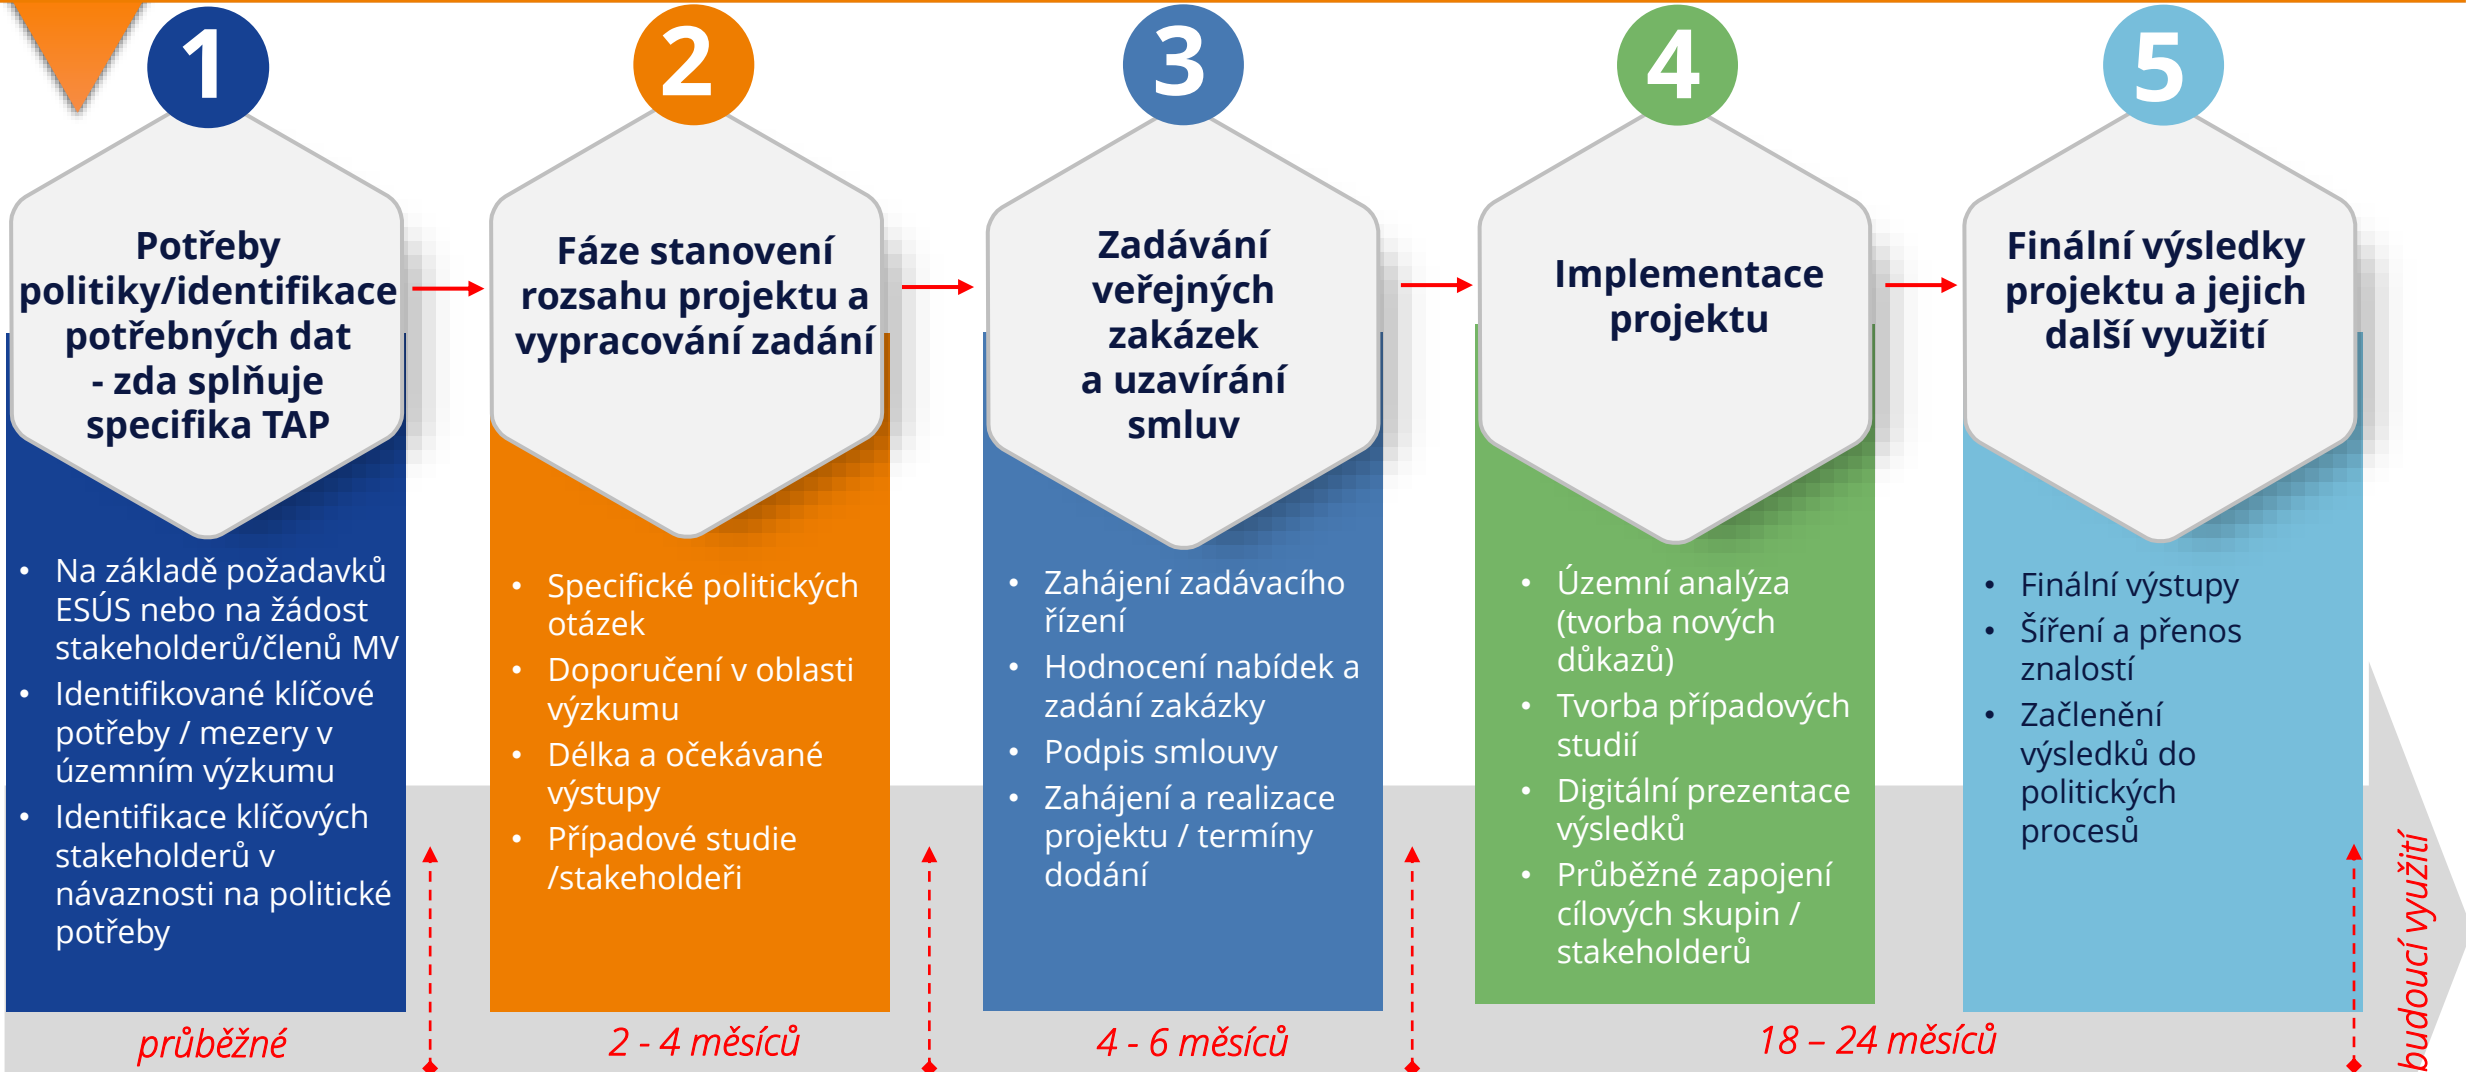 1
Potřeby
politiky/identifikace
potřebných dat
- zda splňuje
specifika TAP
• Na základě požadavků
ESÚS nebo na žádost
stakeholderů/členů MV
• Identifikované klíčové
potřeby / mezery v
územním výzkumu
• Identifikace klíčových
stakeholderů v
návaznosti na politické
potřeby
průběžné
2
Fáze stanovení
rozsahu projektu a
vypracování zadání
• Specifické politických
otázek
• Doporučení v oblasti
výzkumu
• Délka a očekávané
výstupy
• Případové studie
/stakeholdeři
2 - 4 měsíců
3
Zadávání
veřejných
zakázek
a uzavírání
smluv
• Zahájení zadávacího
řízení
• Hodnocení nabídek a
zadání zakázky
• Podpis smlouvy
• Zahájení a realizace
projektu / termíny
dodání
4 - 6 měsíců
4
Implementace
projektu
• Územní analýza
(tvorba nových
důkazů)
• Tvorba případových
studií
• Digitální prezentace
výsledků
• Průběžné zapojení
cílových skupin /
stakeholderů
5
Finální výsledky
projektu a jejich
další využití
• Finální výstupy
• Šíření a přenos
znalostí
• Začlenění
výsledků do
politických
procesů
18 – 24 měsíců
budoucí využití